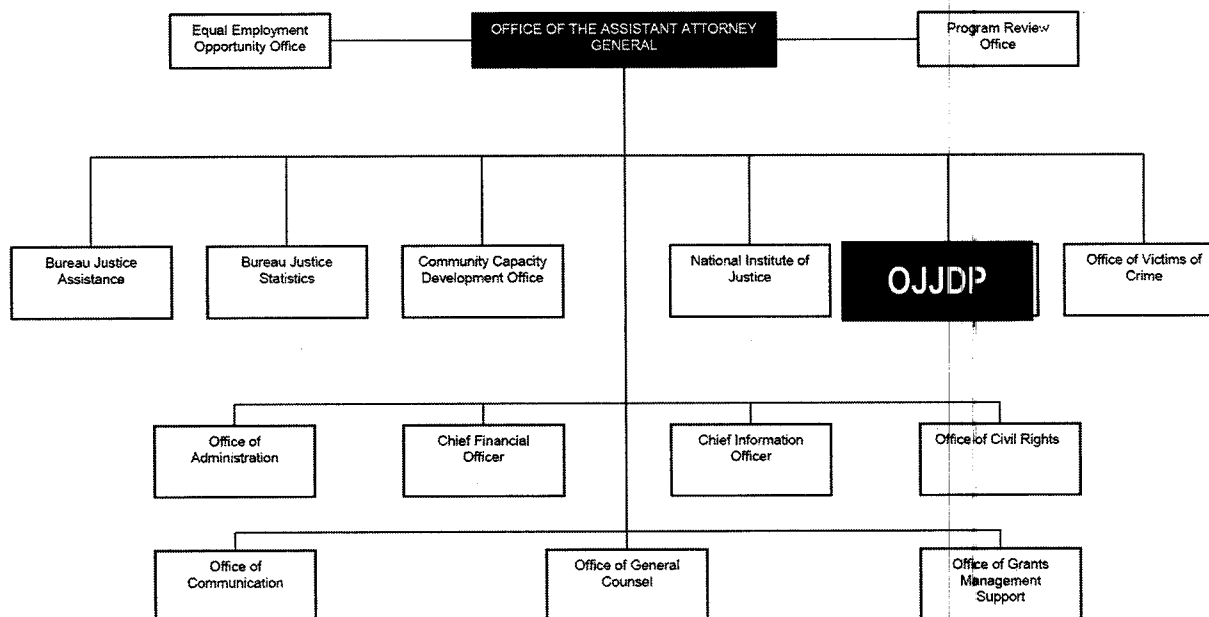 Equal Employment
Opportunity Office
OFFICE OF THE ASSISTANT ATTORNEY
GENERAL
Program Review
Office
Bureau Justice
Assistance
Bureau Justice
Statistics
Community Capacity
Development Office
National Institute of
Justice
OJJDP
Office of Victims of
Crime
Office of
Administration
Chief Financial
Officer
Chief Information
Officer
Office of Civil Rights
Office of
Communication
Office of General
Counsel
Office of Grants
Management
Support